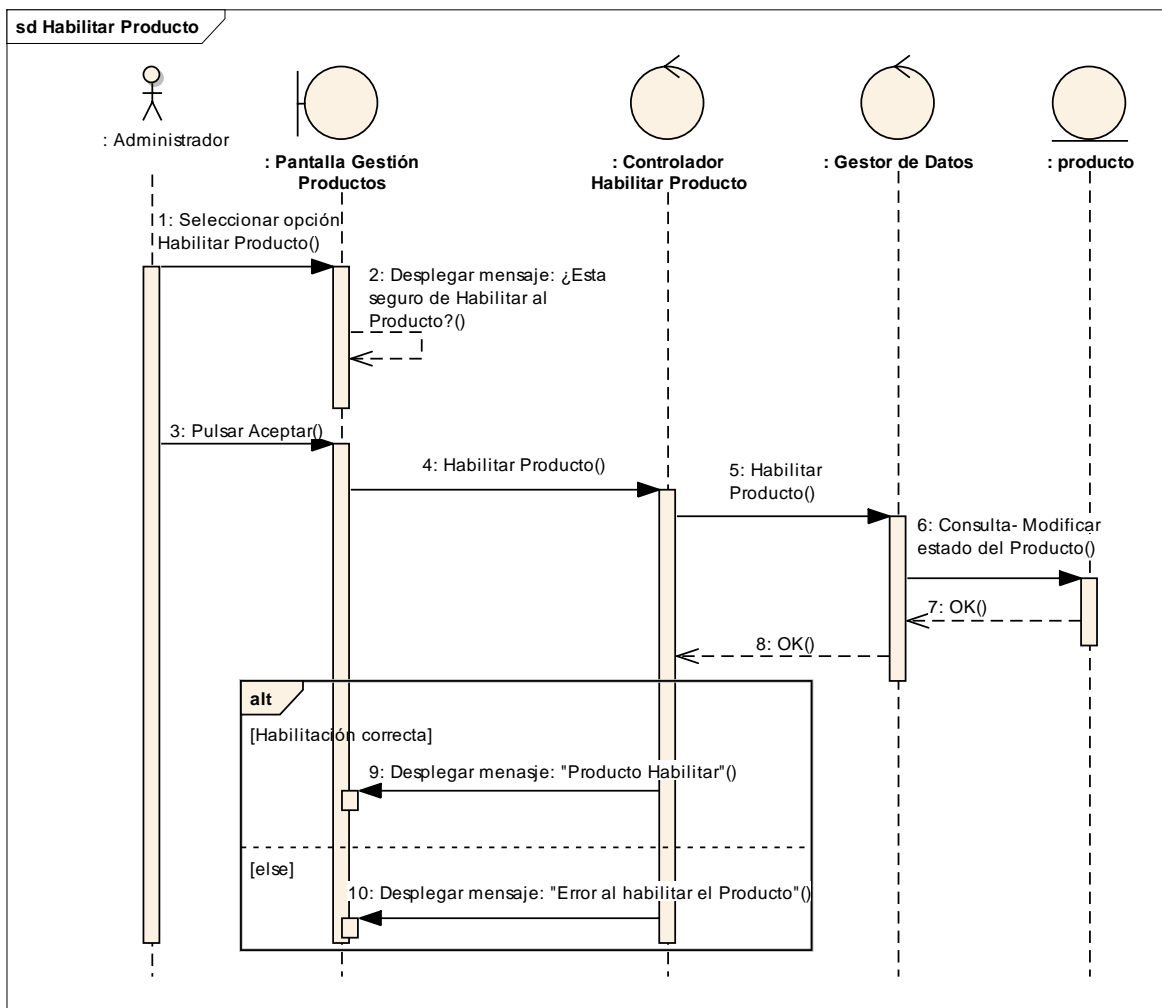 sd Habilitar Producto
: Administrador
: Pantalla Gestión
Productos
: Controlador
Habilitar Producto
: Gestor de Datos
: producto
1: Seleccionar opción
Habilitar Producto()
2: Desplegar mensaje: ¿Esta
seguro de Habilitar al
Producto?()
3: Pulsar Aceptar()
4: Habilitar Producto()
5: Habilitar
Producto()
6: Consulta- Modificar
estado del Producto()
7: OK()
8: OK()
alt
[Habilitación correcta]
9: Desplegar menasje: "Producto Habilitar"()
[else]
10: Desplegar mensaje: "Error al habilitar el Producto"()